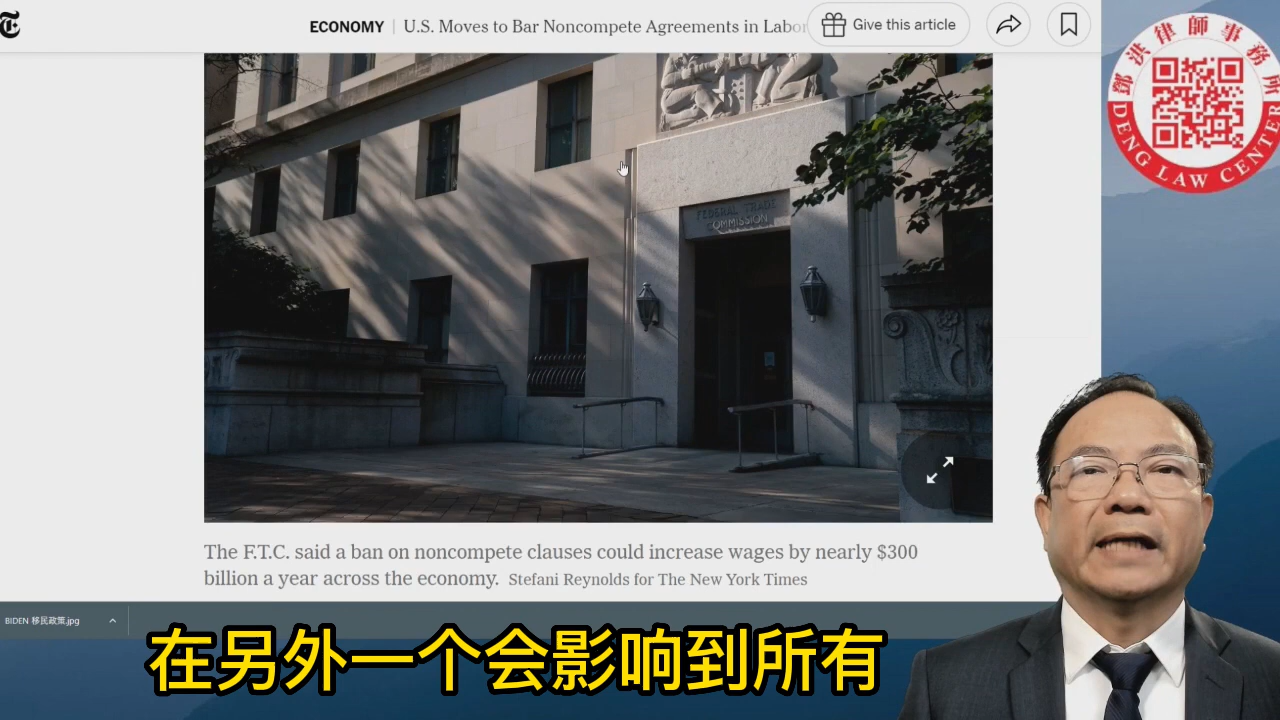 ECONOMY | U.S. Moves to Bar Noncompete Agreements in Labor
Give this article
鄧洪律師事務所
DENG LAW CENTER
FEDERAL TRADE
COMMISSION
The F.T.C. said a ban on noncompete clauses could increase wages by nearly $300
billion a year across the economy. Stefani Reynolds for The New York Times
BIDEN 移民政策.jpg
在另外一个会影响到所有